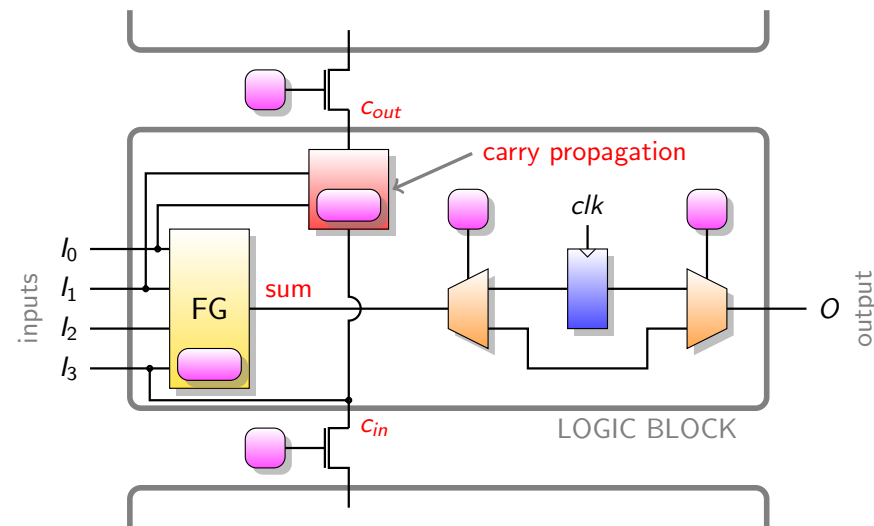 c_out
carry propagation
clk
I_0
I_1
I_2
I_3
inputs
FG
sum
O
output
c_in
LOGIC BLOCK